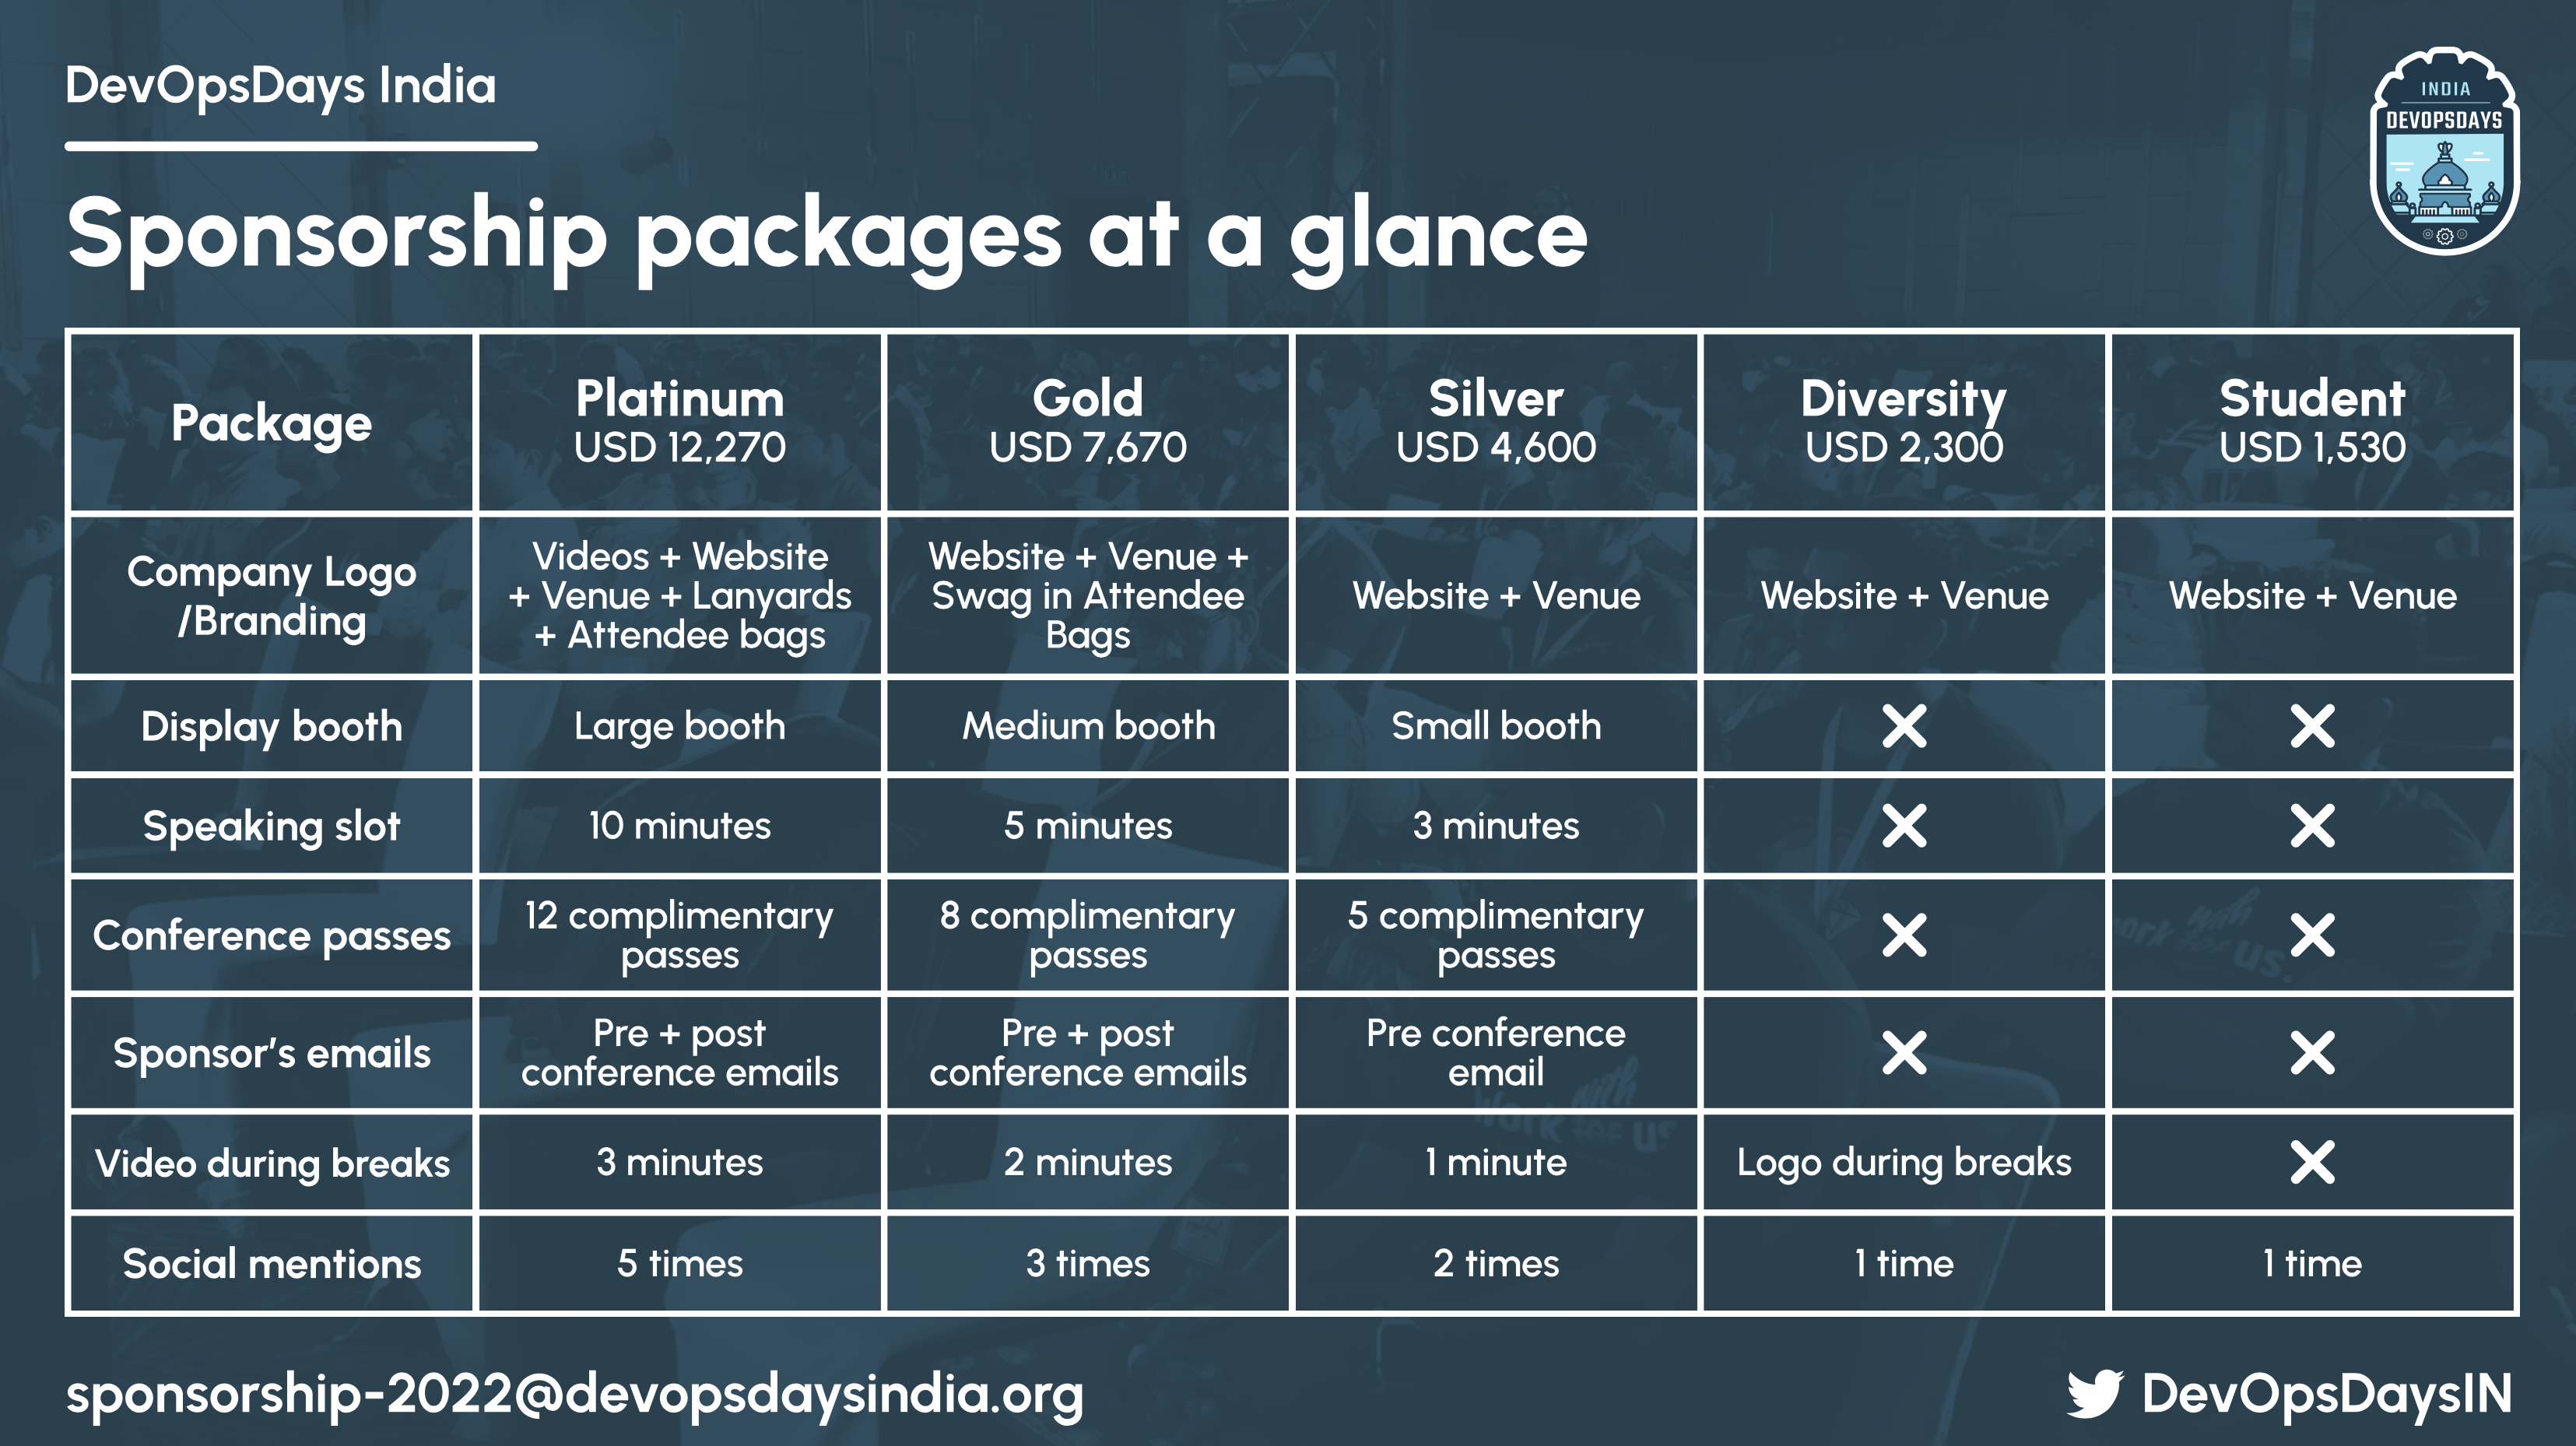 DevOpsDays India
INDIA
DEVOPSDAYS
Sponsorship packages at a glance
Package
Platinum
USD 12,270
Gold
USD 7,670
Silver
USD 4,600
Diversity
USD 2,300
Student
USD 1,530
Company Logo
/Branding
Videos + Website
+ Venue + Lanyards
+ Attendee bags
Website + Venue +
Swag in Attendee
Bags
Website + Venue
Website + Venue
Website + Venue
Display booth
Large booth
Medium booth
Small booth
Speaking slot
10 minutes
5 minutes
3 minutes
Conference passes
12 complimentary
passes
8 complimentary
passes
5 complimentary
passes
Sponsor's emails
Pre + post
conference emails
Pre + post
conference emails
Pre conference
email
Video during breaks
3 minutes
2 minutes
1 minute
Logo during breaks
Social mentions
5 times
3 times
2 times
1 time
1 time
sponsorship-2022@devopsdaysindia.org
DevOpsDaysIN